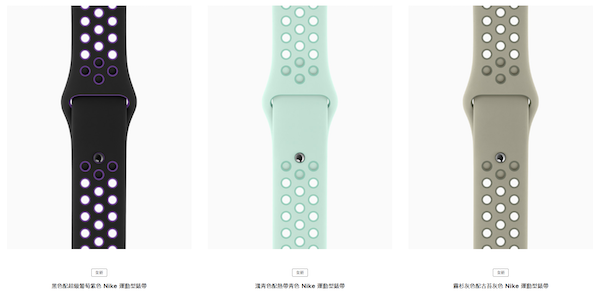 全新
全新
全新
黑色配超級葡萄紫色 Nike 運動型錶帶
淺青色配熱帶青色 Nike 運動型錶帶
霧杉灰色配古苔灰色 Nike 運動型錶帶